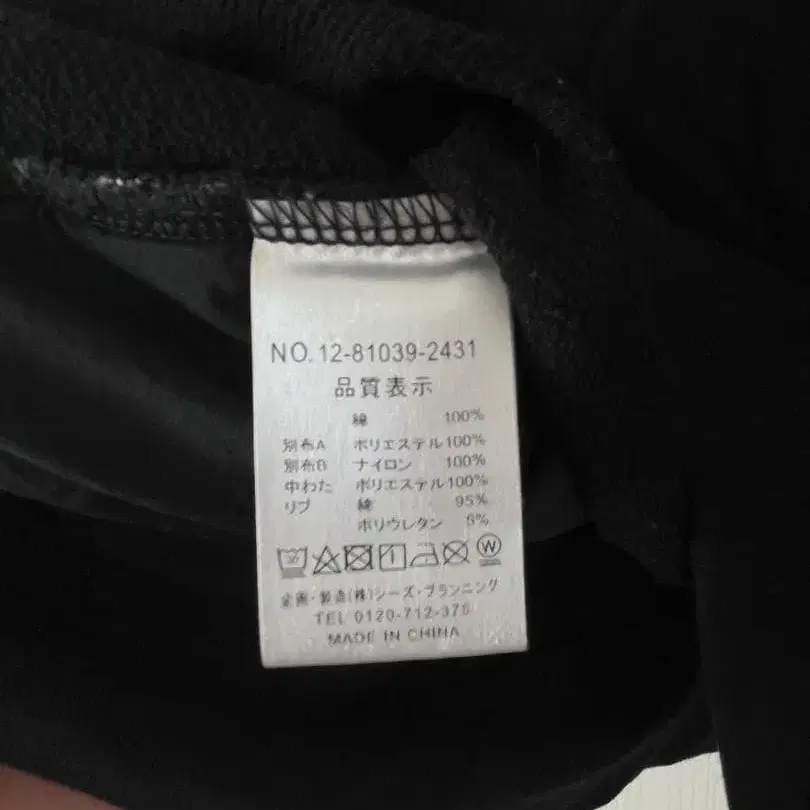 NO. 12-81039-2431
品質表示
綿 100%
別布A ポリエステル100%
別布B ナイロン 100%
中わた ポリエステル100%
リブ 綿 95%
ポリウレタン 5%
W
企画・製造(株)シーズ・プランニング
TEL 0120-712-376
MADE IN CHINA